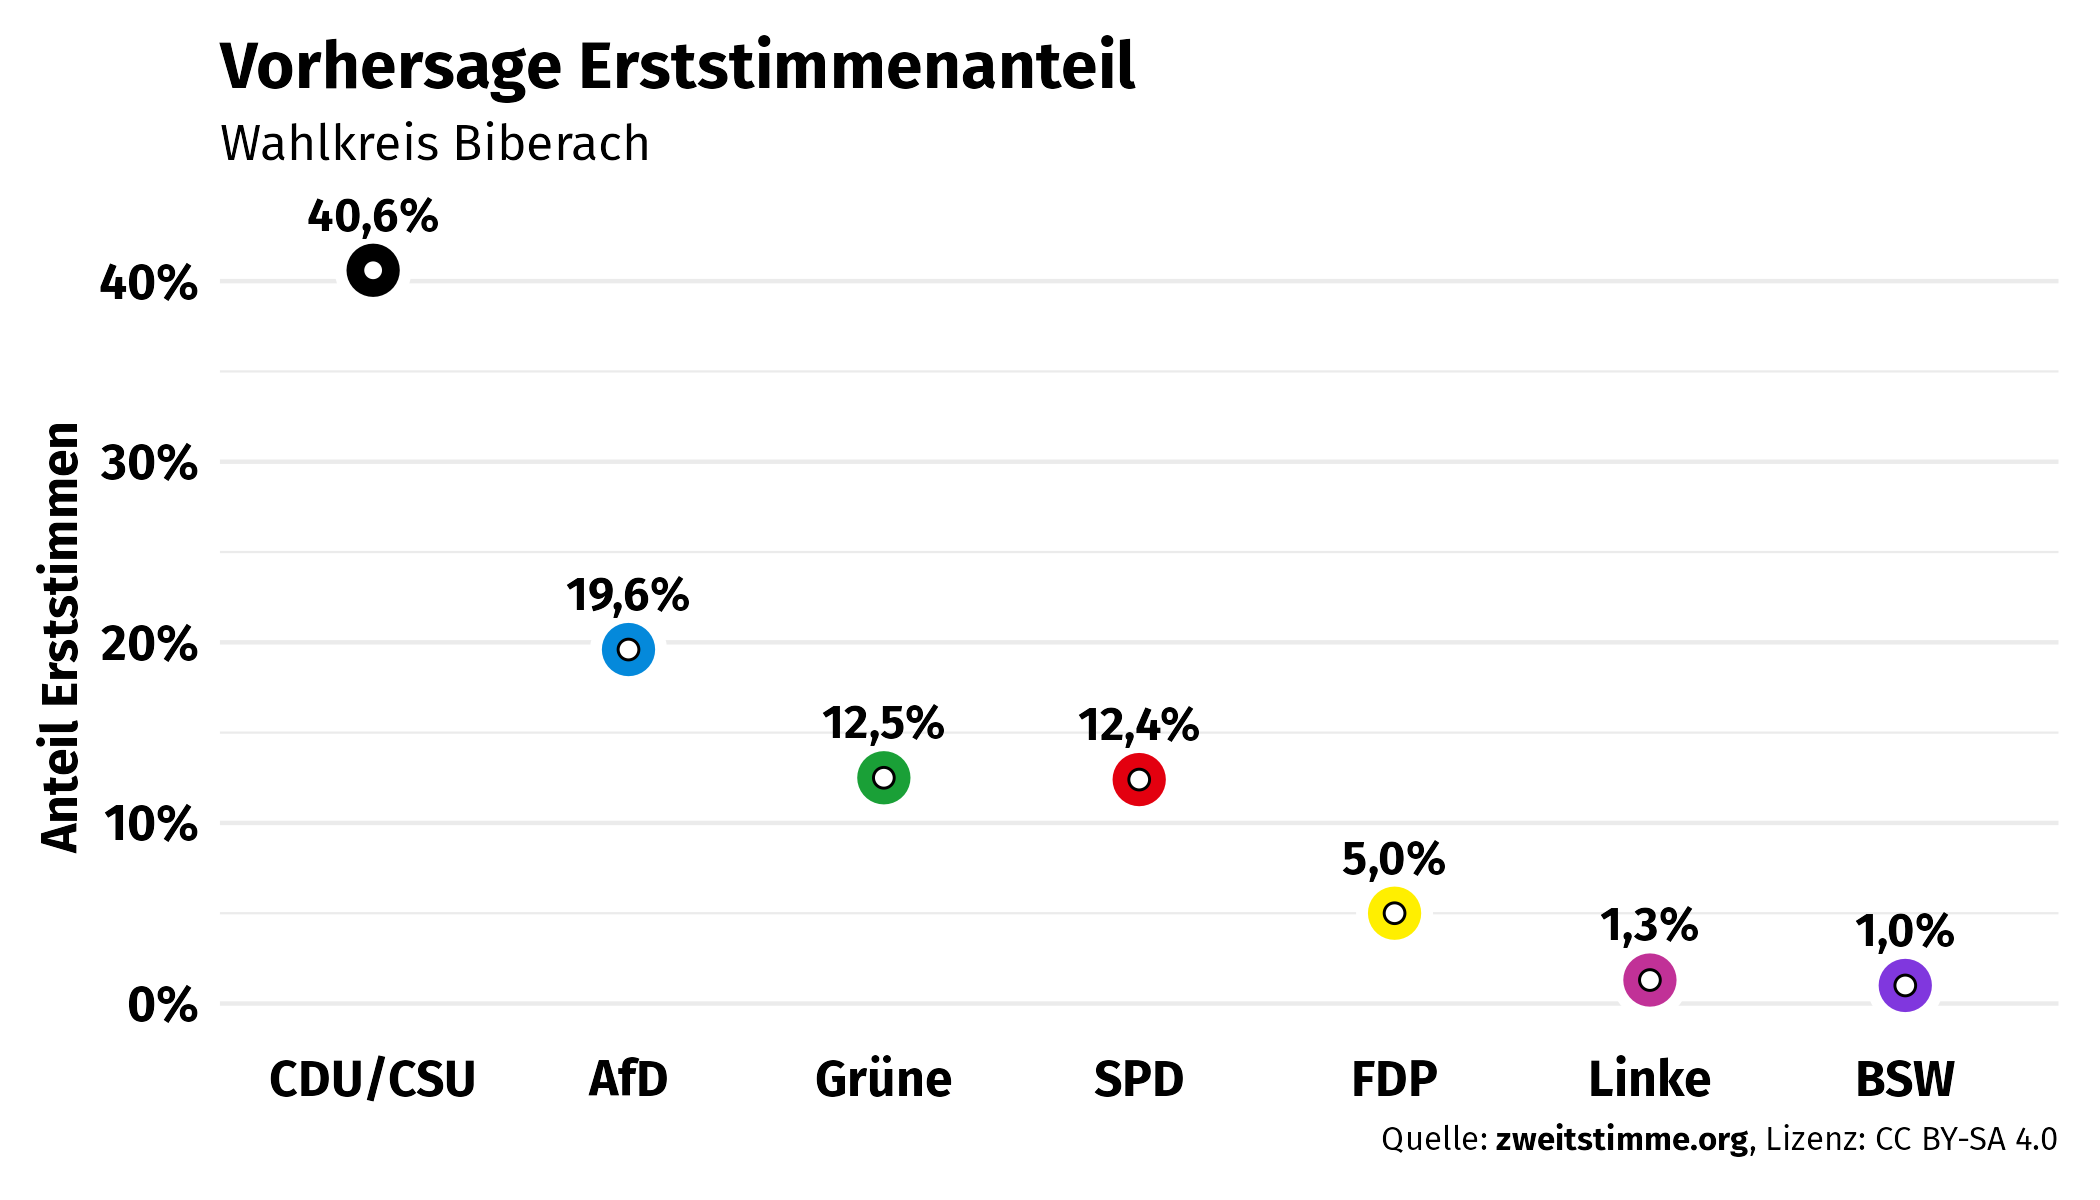 Vorhersage Erststimmenanteil
Wahlkreis Biberach
Anteil Erststimmen
40%
30%
20%
10%
0%
40,6%
19,6%
12,5%
12,4%
5,0%
1,3%
1,0%
CDU/CSU
AfD
Grüne
SPD
FDP
Linke
BSW
Quelle: zweitstimme.org, Lizenz: CC BY-SA 4.0